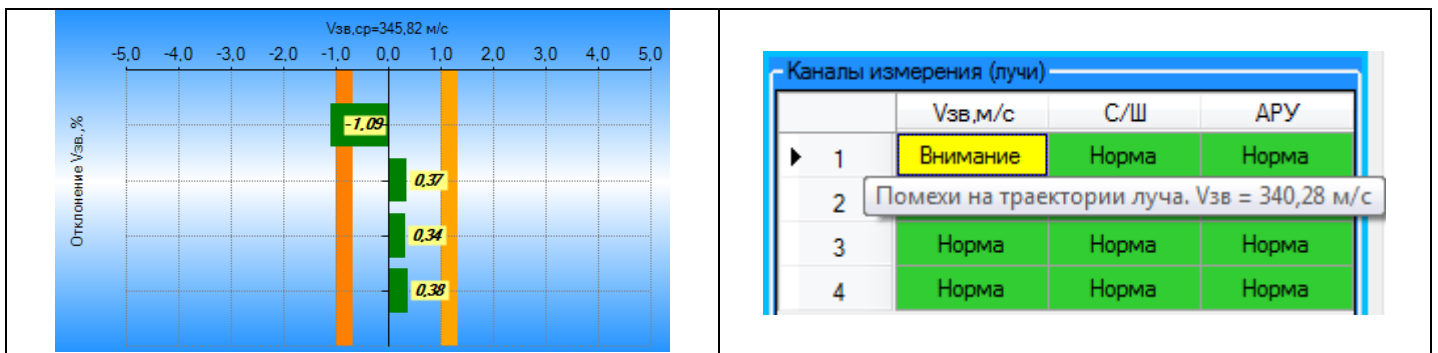 Vзв,ср=345,82 м/с
-5,0 -4,0 -3,0 -2,0 -1,0 0,0 1,0 2,0 3,0 4,0 5,0
Отклонение Vзв.,%
-1,09
0,37
0,34
0,38
Каналы измерения (лучи)
Vзв,м/с С/Ш АРУ
1 Внимание Норма Норма
2 Помехи на траектории луча. Vзв = 340,28 м/с
3 Норма Норма Норма
4 Норма Норма Норма